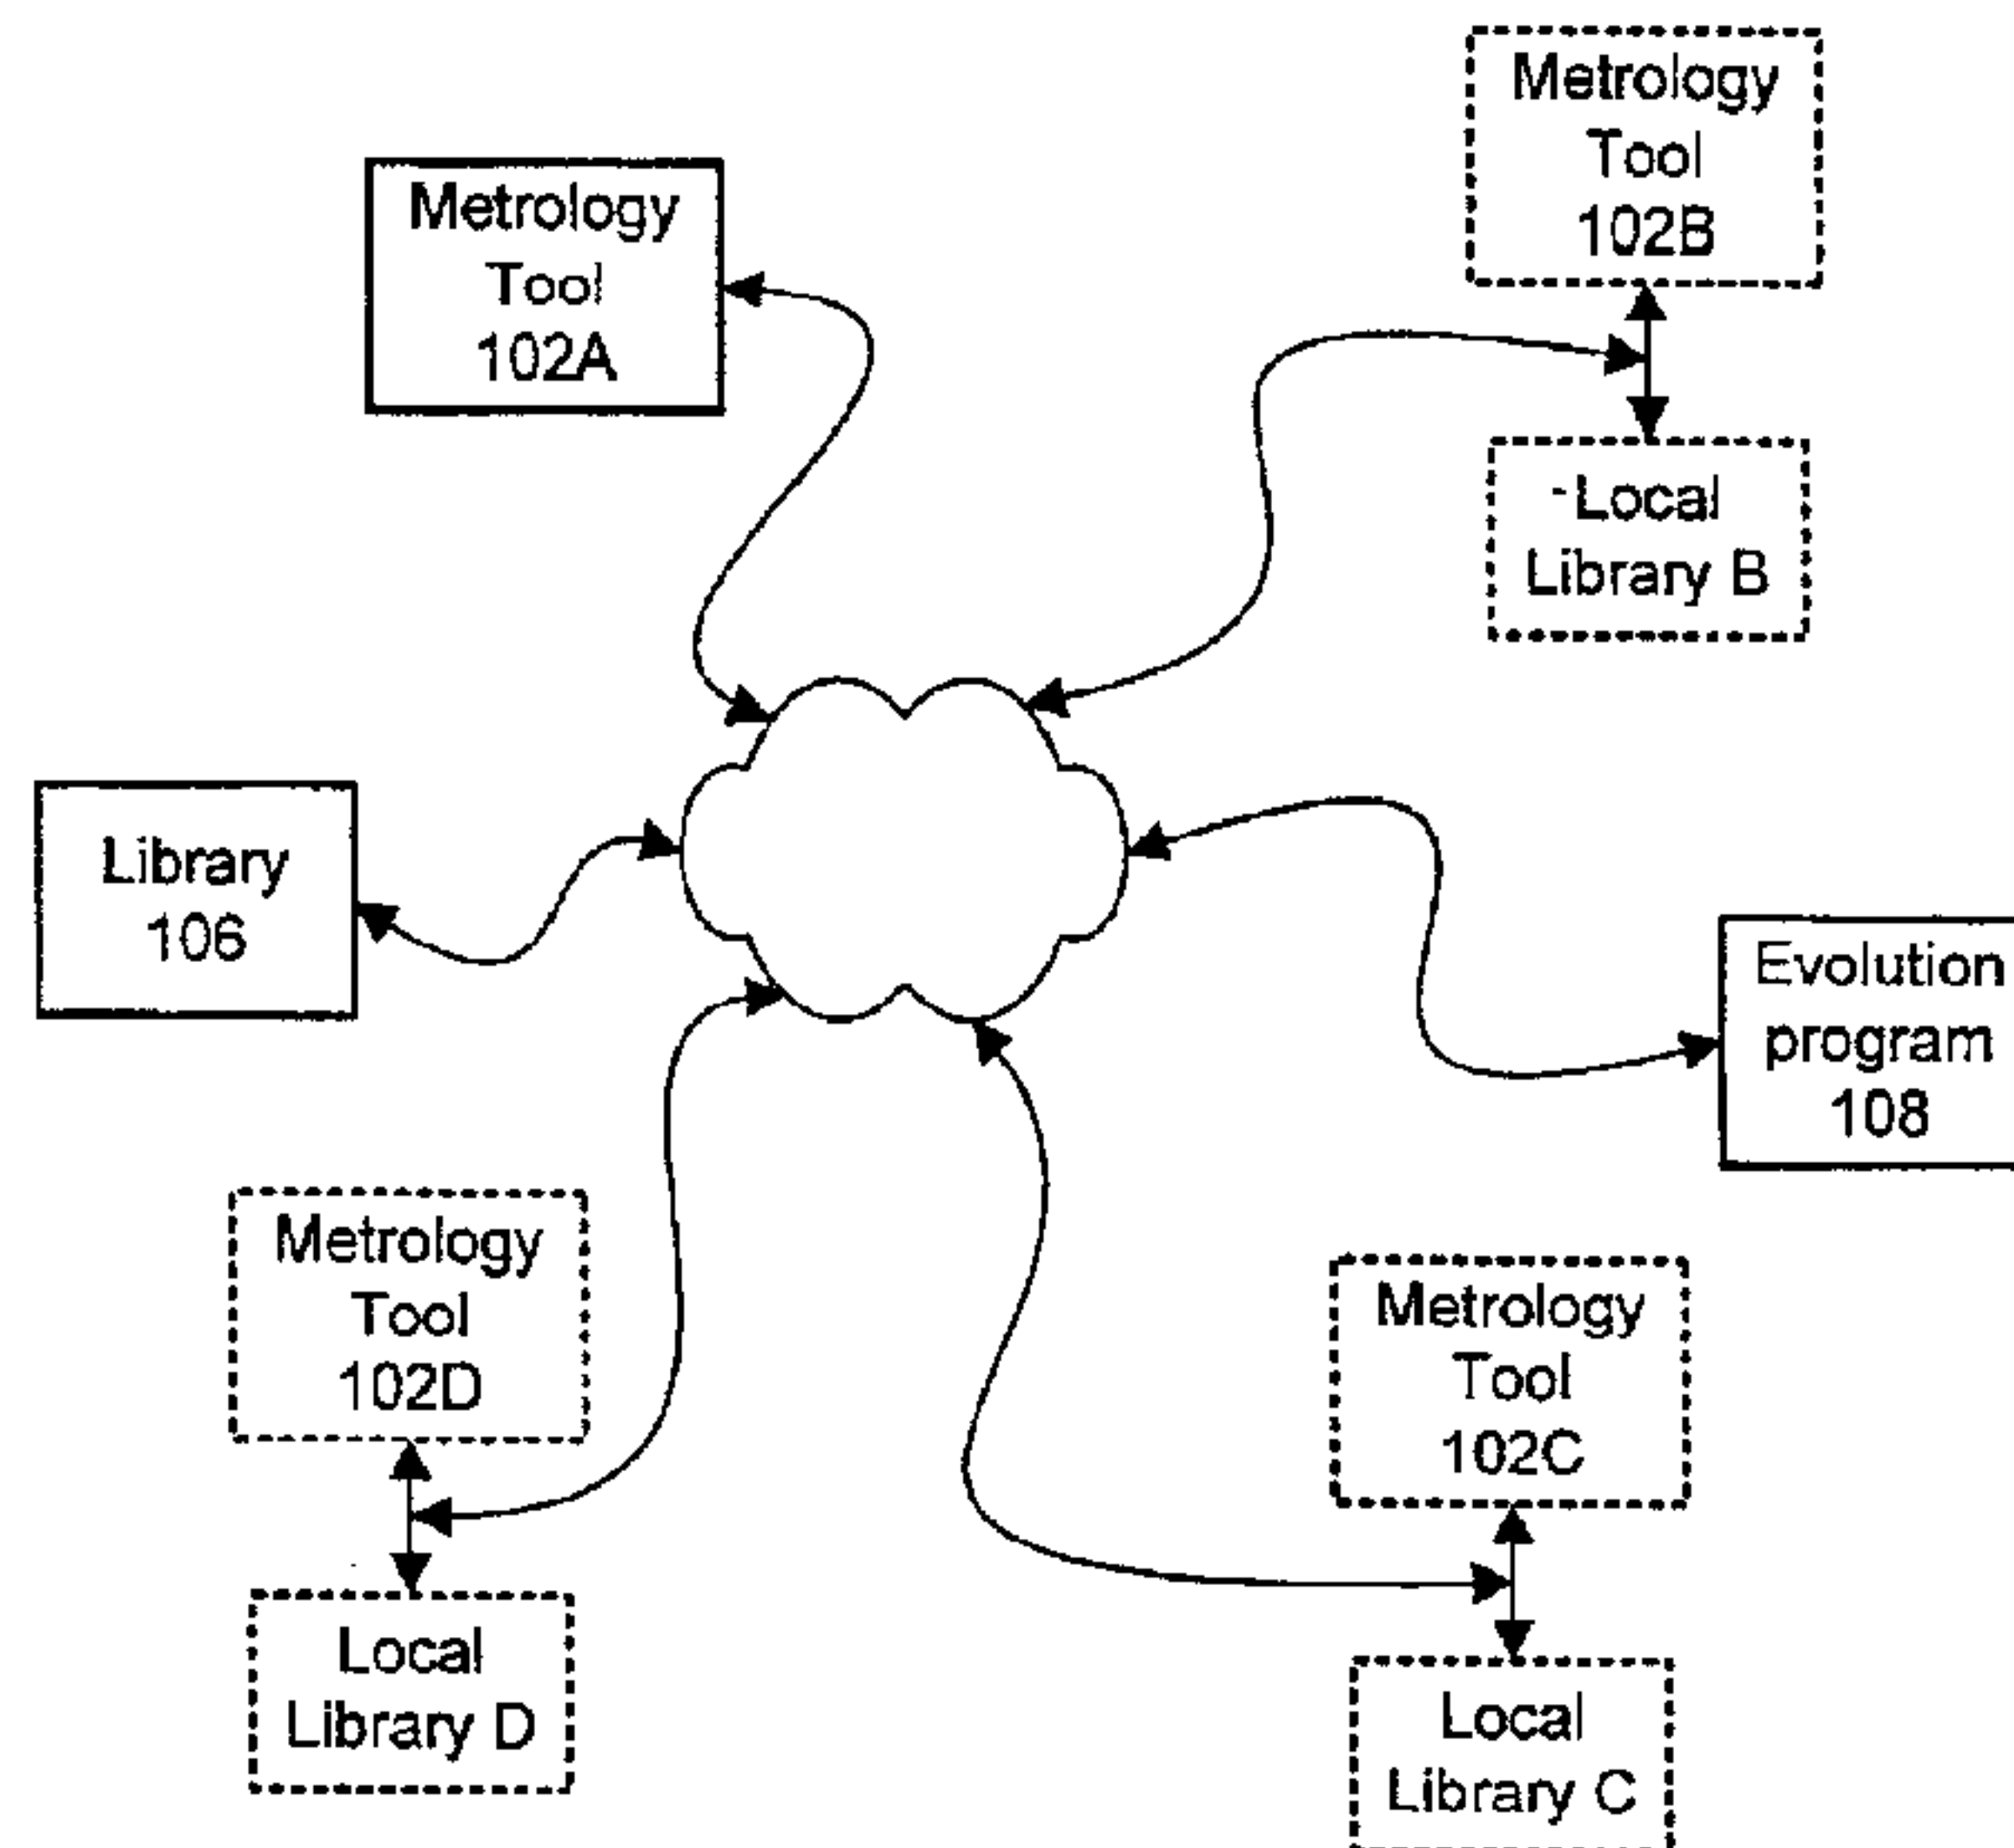 Metrology
Tool
102B
Metrology
Tool
102A
Local
Library B
Library
106
Evolution
program
108
Metrology
Tool
102D
Metrology
Tool
102C
Local
Library D
Local
Library C